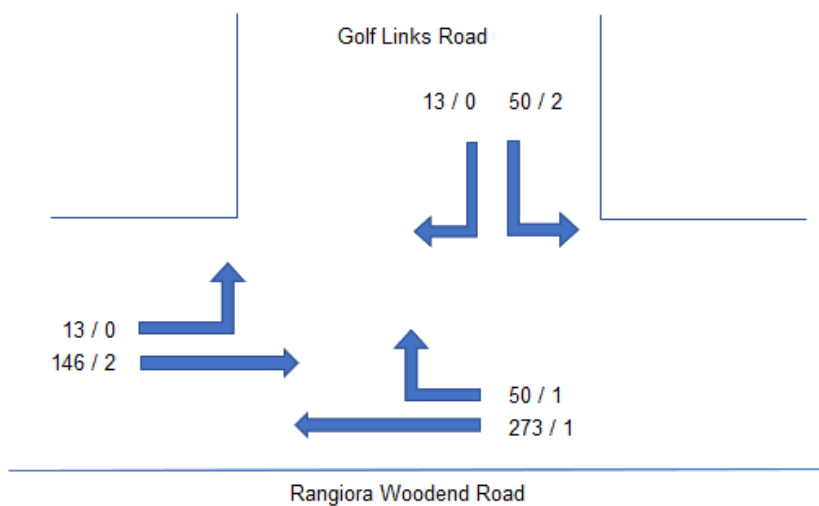 Golf Links Road
13 / 0 50 / 2
13 / 0
146 / 2
50 / 1
273 / 1
Rangiora Woodend Road